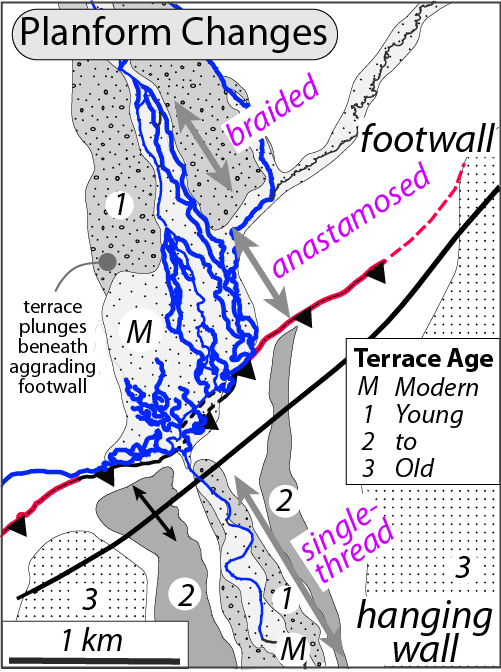 Planform Changes
braided
footwall
1
anastamosed
terrace
plunges
beneath
aggrading
footwall
M
Terrace Age
M Modern
1 Young
2 to
3 Old
2
single-
thread
3
3
2
1
hanging
wall
M
1 km